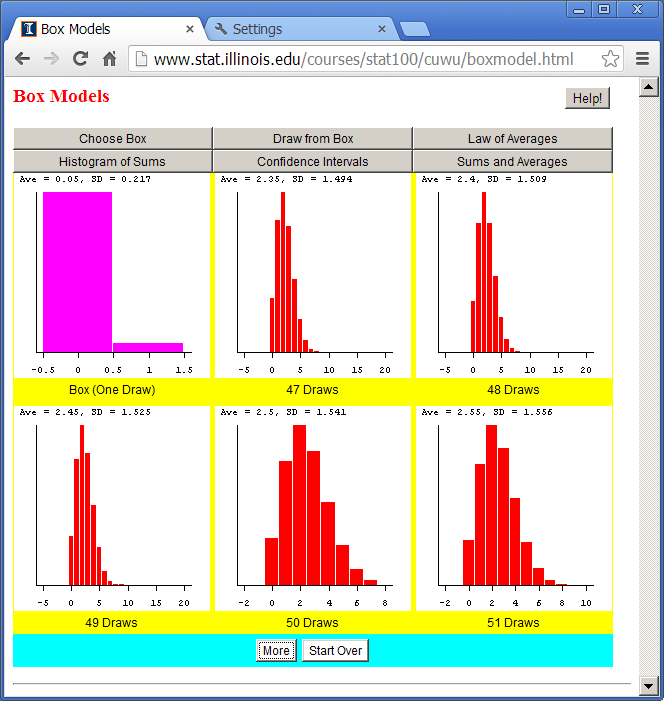 Box Models
Settings
www.stat.illinois.edu/courses/stat100/cuwu/boxmodel.html
Box Models
Help!
Choose Box
Draw from Box
Law of Averages
Histogram of Sums
Confidence Intervals
Sums and Averages
Ave = 0.05, SD = 0.217
Ave = 2.35, SD = 1.494
Ave = 2.4, SD = 1.509
-0.5 0 0.5 1 1.5
-5 0 5 10 15 20
-5 0 5 10 15 20
Box (One Draw)
47 Draws
48 Draws
Ave = 2.45, SD = 1.525
Ave = 2.5, SD = 1.541
Ave = 2.55, SD = 1.556
-5 0 5 10 15 20
-2 0 2 4 6 8
-2 0 2 4 6 8 10
49 Draws
50 Draws
51 Draws
More
Start Over